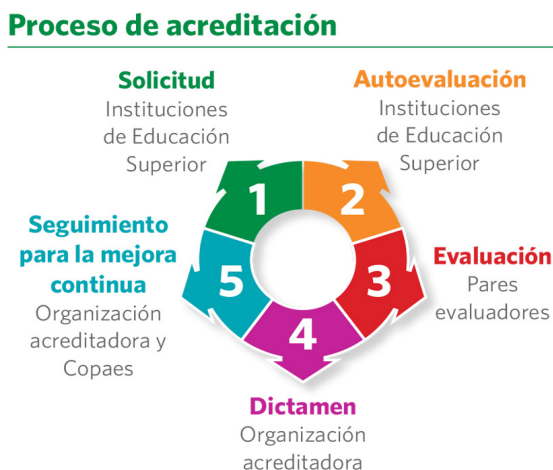 Proceso de acreditación
Solicitud
Instituciones
de Educación
Superior
1
Autoevaluación
Instituciones
de Educación
Superior
2
Evaluación
Pares
evaluadores
3
Dictamen
Organización
acreditadora
4
Seguimiento
para la mejora
continua
Organización
acreditadora y
Copaes
5